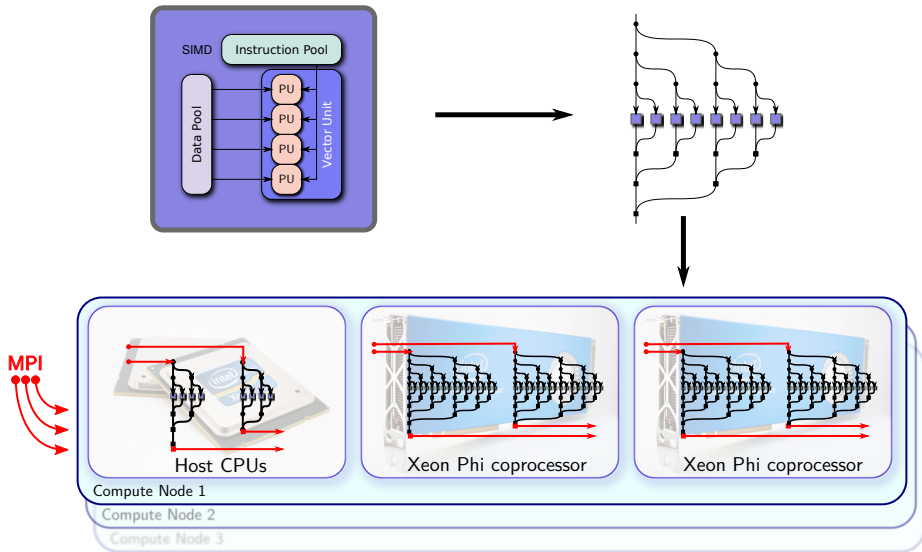 SIMD
Instruction Pool
Data Pool
PU
PU
PU
PU
Vector Unit
MPI
intel
Host CPUs
Xeon Phi coprocessor
Xeon Phi coprocessor
Compute Node 1
Compute Node 2
Compute Node 3